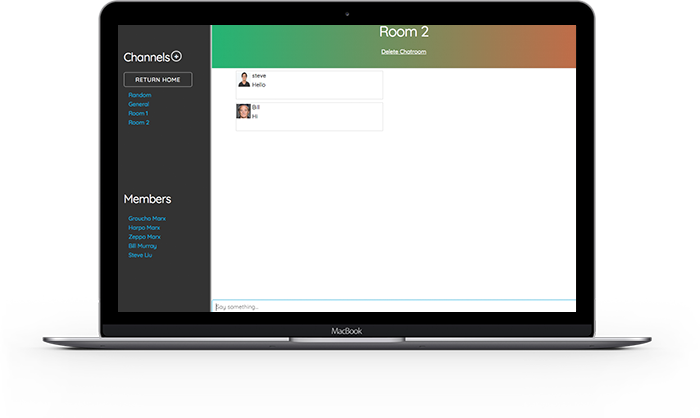 Channels
RETURN HOME
Random
General
Room 1
Room 2
Members
Groucho Marx
Harpo Marx
Zeppo Marx
Bill Murray
Steve Liu
Room 2
Delete Chatroom
steve
Hello
Bill
Hi
Say something...
MacBook